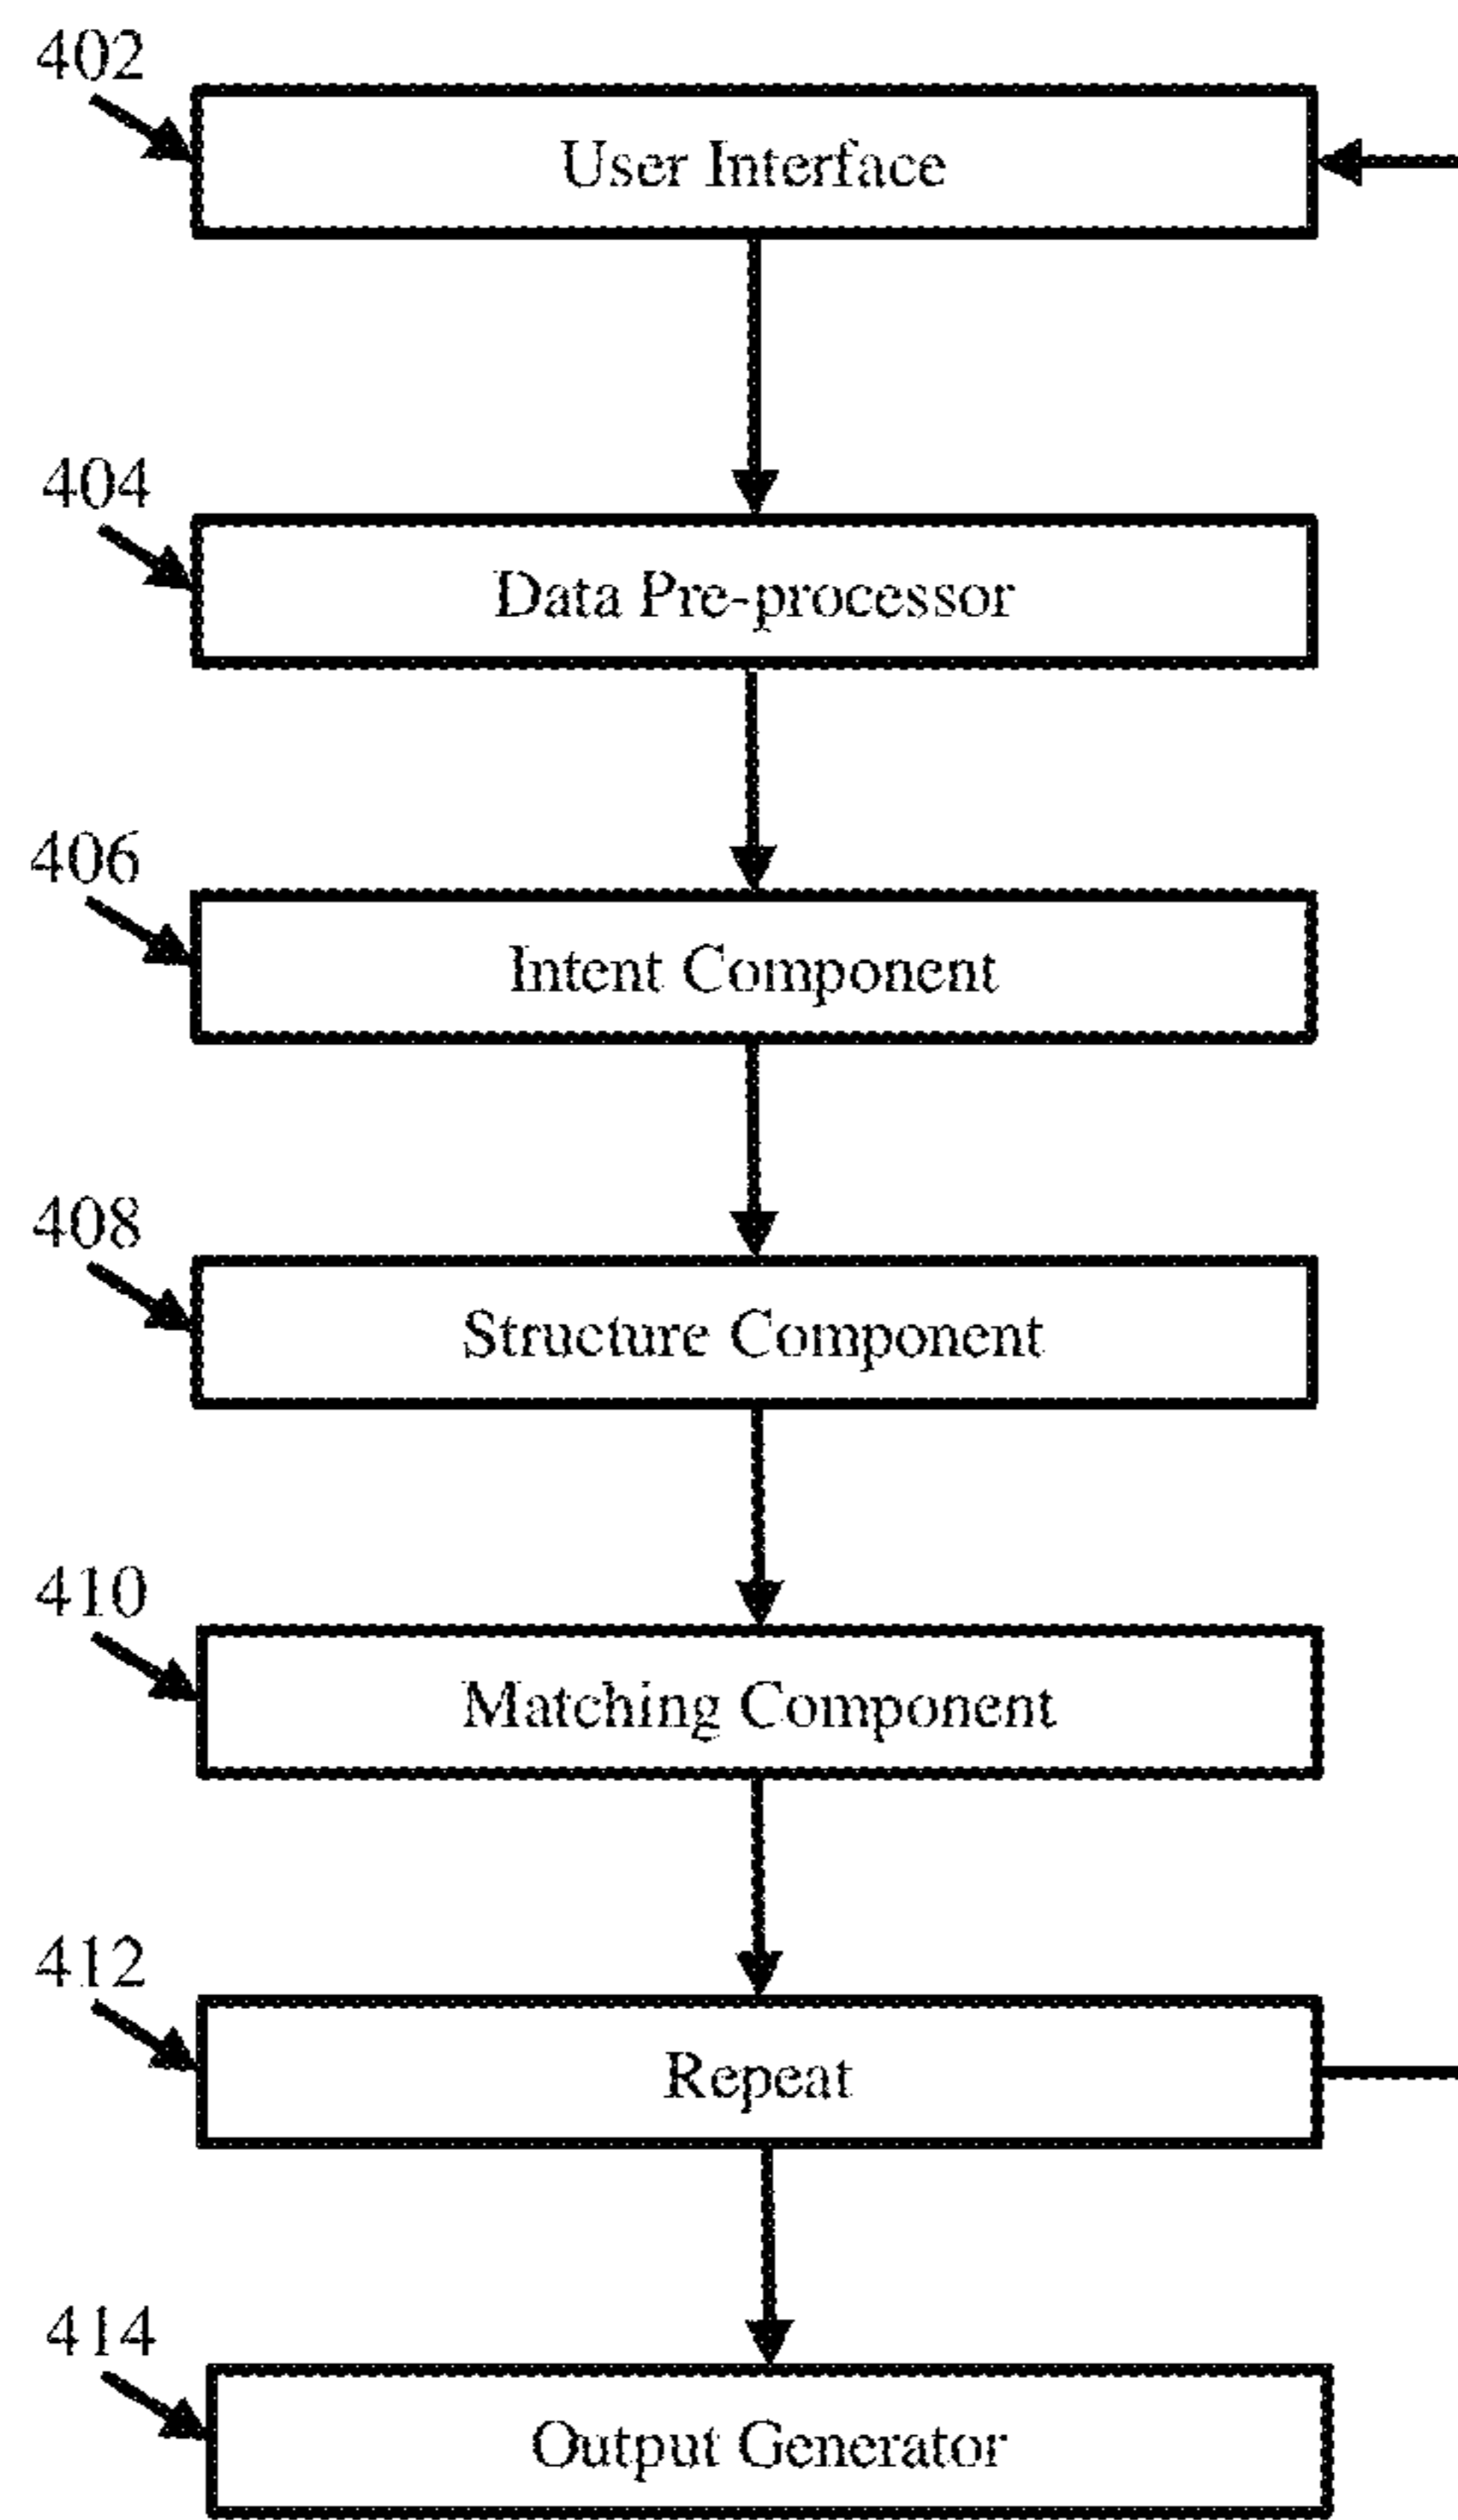 402
User Interface
404
Data Pre-processor
406
Intent Component
408
Structure Component
410
Matching Component
412
Repeat
414
Output Generator